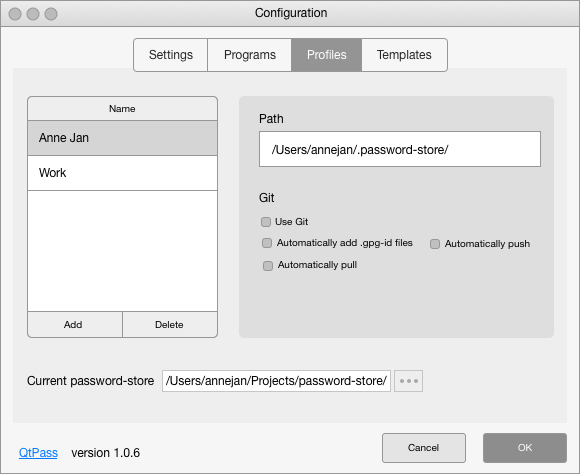 Configuration
Settings Programs Profiles Templates
Name
Anne Jan
Work
Add Delete
Path
/Users/annejan/.password-store/
Git
Use Git
Automatically add .gpg-id files Automatically push
Automatically pull
Current password-store /Users/annejan/Projects/password-store/
QtPass version 1.0.6 Cancel OK